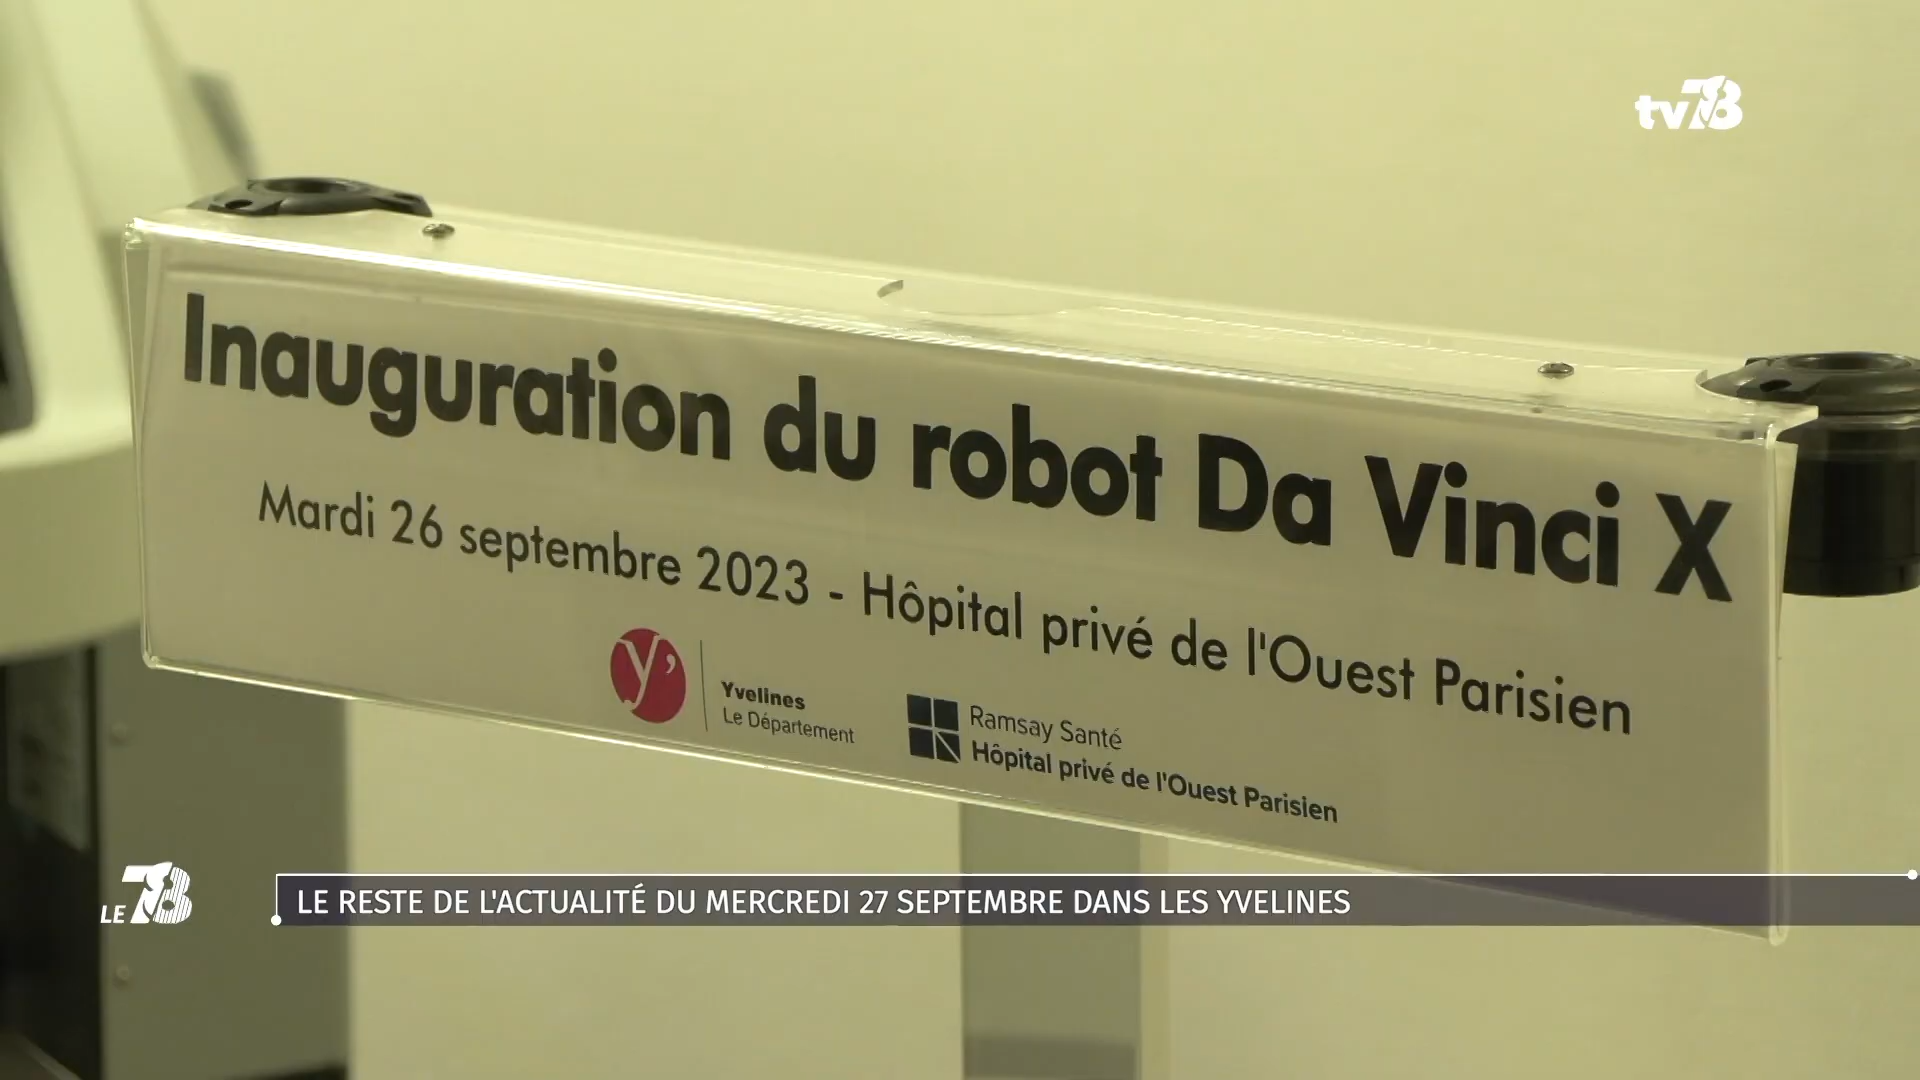 tv78
Inauguration du robot Da Vinci X
Mardi 26 septembre 2023 - Hôpital privé de l'Ouest Parisien
y'
Yvelines
Le Département
Ramsay Santé
Hôpital privé de l'Ouest Parisien
LE 78
LE RESTE DE L'ACTUALITÉ DU MERCREDI 27 SEPTEMBRE DANS LES YVELINES